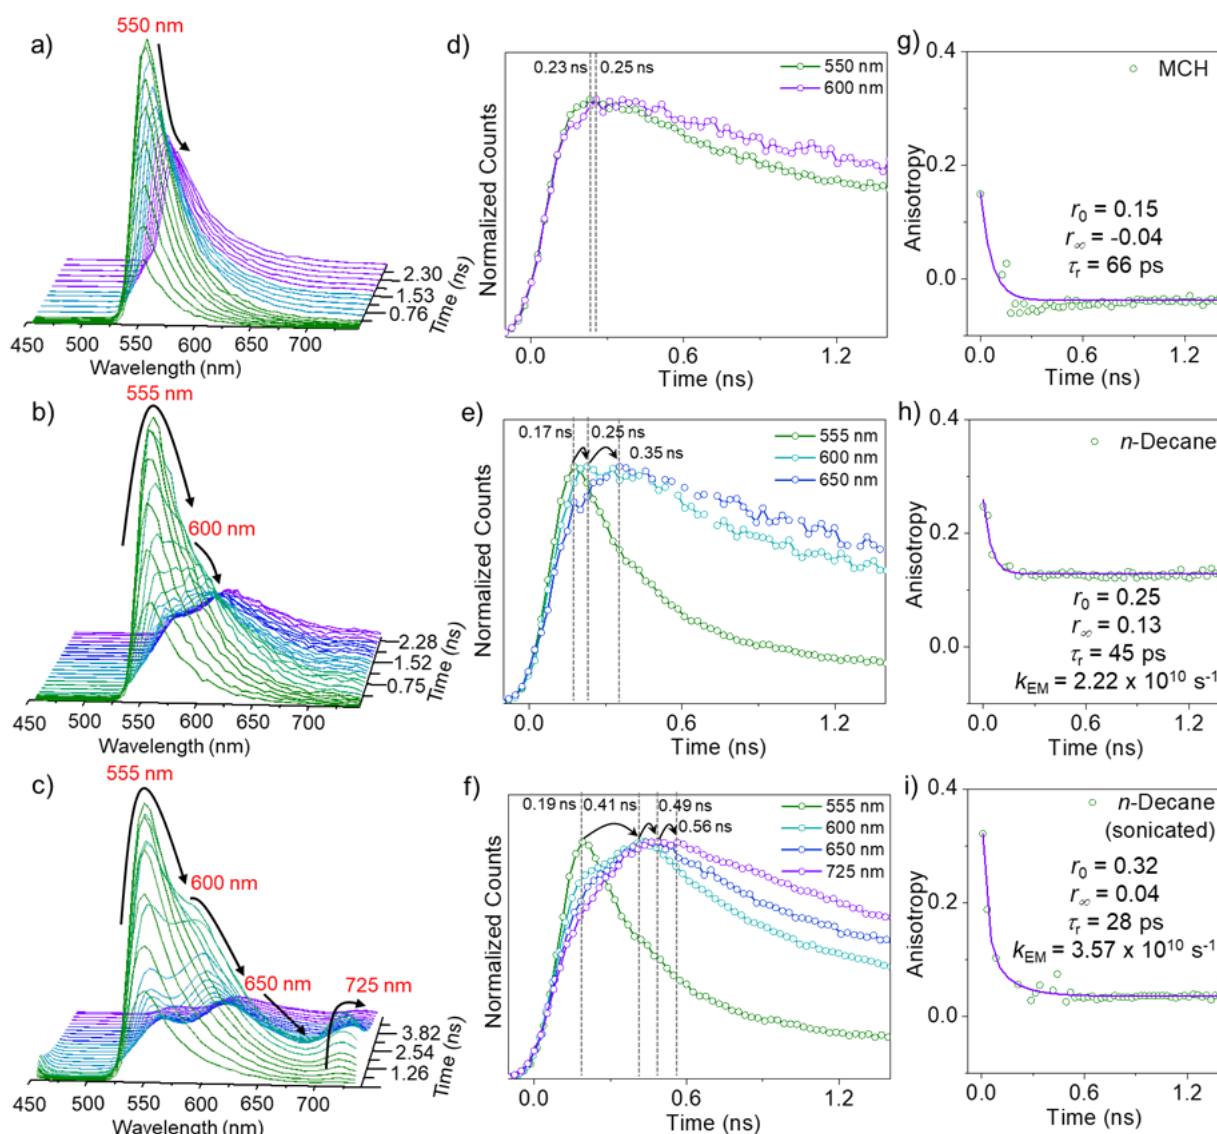 a)
550 nm
2.30
1.53
0.76
Time (ns)
450 500 550 600 650 700
Wavelength (nm)
d)
0.23 ns
0.25 ns
550 nm
600 nm
Normalized Counts
0.0 0.6 1.2
Time (ns)
g)
0.4
0.2
0.0
Anisotropy
MCH
r0 = 0.15
r∞ = -0.04
τr = 66 ps
0.0 0.6 1.2
Time (ns)
b)
555 nm
600 nm
2.28
1.52
0.75
Time (ns)
450 500 550 600 650 700
Wavelength (nm)
e)
0.17 ns
0.25 ns
0.35 ns
555 nm
600 nm
650 nm
Normalized Counts
0.0 0.6 1.2
Time (ns)
h)
0.4
0.2
0.0
Anisotropy
n-Decane
r0 = 0.25
r∞ = 0.13
τr = 45 ps
kEM = 2.22 x 10^10 s^-1
0.0 0.6 1.2
Time (ns)
c)
555 nm
600 nm
650 nm
725 nm
3.82
2.54
1.26
Time (ns)
450 500 550 600 650 700
Wavelength (nm)
f)
0.19 ns
0.41 ns
0.49 ns
0.56 ns
555 nm
600 nm
650 nm
725 nm
Normalized Counts
0.0 0.6 1.2
Time (ns)
i)
0.4
0.2
0.0
Anisotropy
n-Decane
(sonicated)
r0 = 0.32
r∞ = 0.04
τr = 28 ps
kEM = 3.57 x 10^10 s^-1
0.0 0.6 1.2
Time (ns)